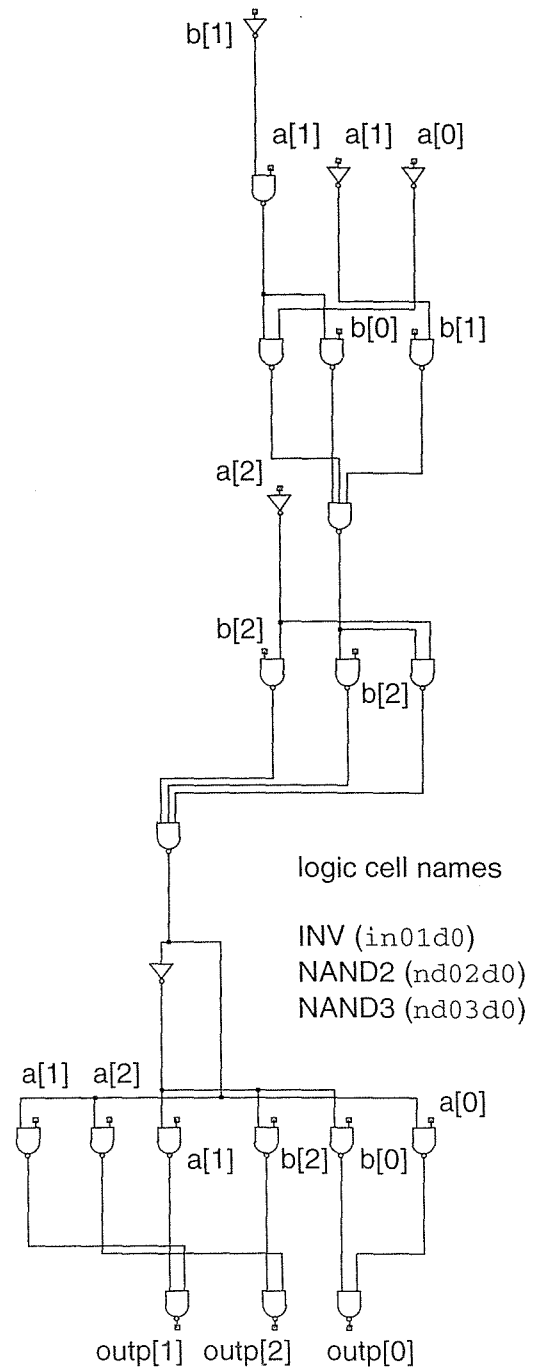 b[1]
a[1] a[1] a[0]
b[0] b[1]
a[2]
b[2]
b[2]
logic cell names
INV (in01d0)
NAND2 (nd02d0)
NAND3 (nd03d0)
a[1] a[2]
a[0]
a[1] b[2] b[0]
outp[1] outp[2] outp[0]